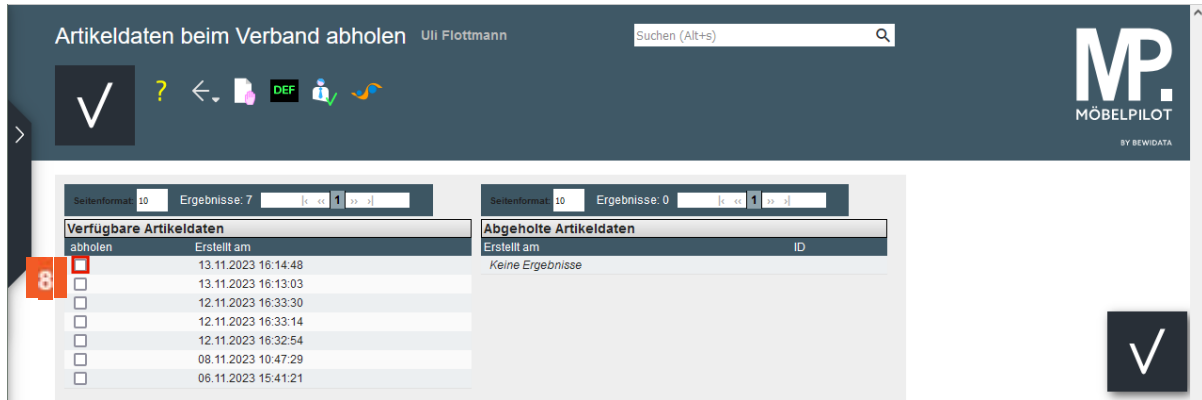 Artikeldaten beim Verband abholen Uli Flottmann
Suchen (Alt+s)
MP.
MÖBELPILOT
BY BEWIDATA
? DEF
Seitenformat: 10 Ergebnisse: 7 |‹ ‹‹ 1 ›› ›|
Verfügbare Artikeldaten
abholen Erstellt am
8
13.11.2023 16:14:48
13.11.2023 16:13:03
12.11.2023 16:33:30
12.11.2023 16:33:14
12.11.2023 16:32:54
08.11.2023 10:47:29
06.11.2023 15:41:21
Seitenformat: 10 Ergebnisse: 0 |‹ ‹‹ 1 ›› ›|
Abgeholte Artikeldaten
Erstellt am ID
Keine Ergebnisse